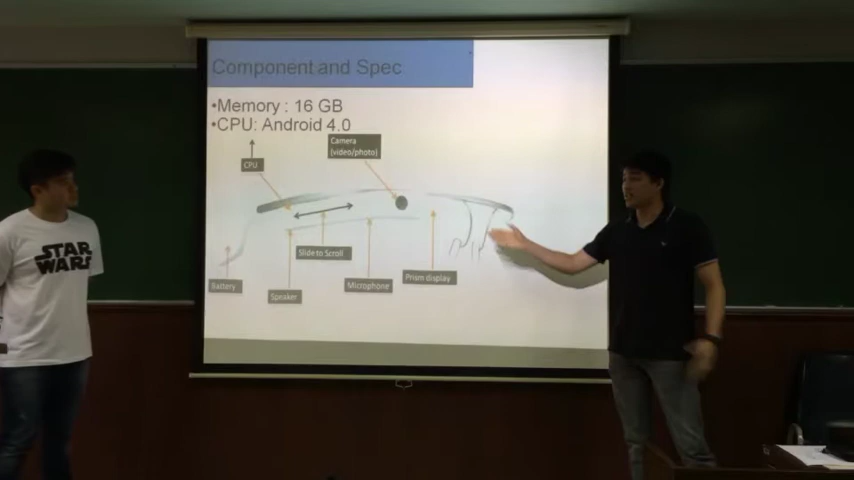 Component and Spec
•Memory : 16 GB
•CPU: Android 4.0
Camera
(video/photo)
CPU
Slide to Scroll
Prism display
Battery
Microphone
Speaker
STAR
WARS